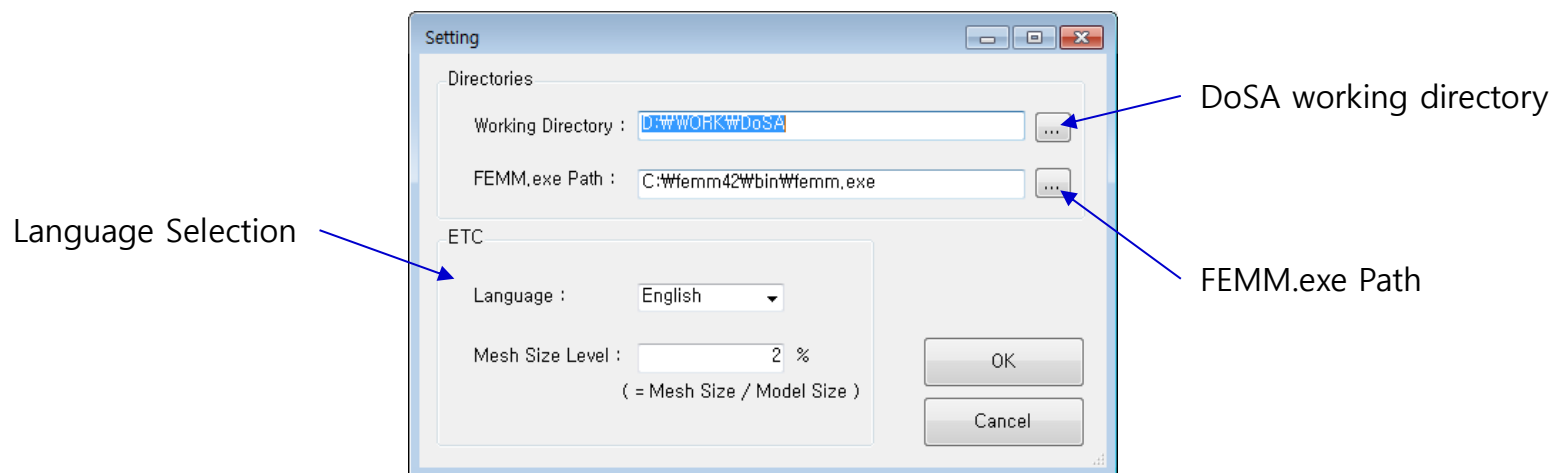 Setting
Directories
DoSA working directory
Working Directory : D:₩WORK₩DoSA ...
FEMM.exe Path : C:₩femm42₩bin₩femm.exe ...
Language Selection
ETC
FEMM.exe Path
Language : English
Mesh Size Level : 2 %
( = Mesh Size / Model Size )
OK
Cancel